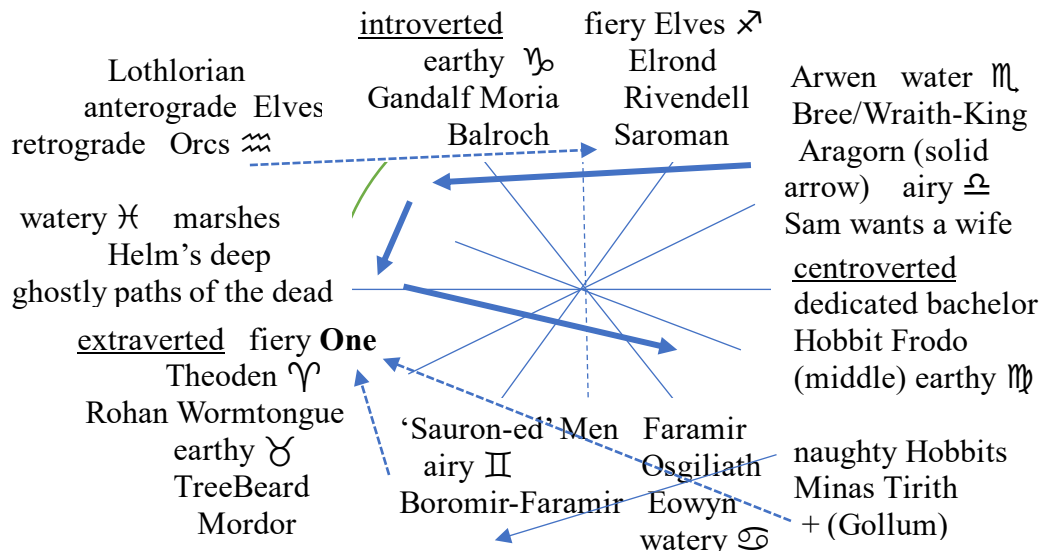 introverted
earthy ♑
Gandalf Moria
Balroch
fiery Elves ♐
Elrond
Rivendell
Saroman
Lothlorian
anterograde Elves
retrograde Orcs ♒
Arwen water ♏
Bree/Wraith-King
Aragorn (solid
arrow) airy ♎
Sam wants a wife
watery ♓ marshes
Helm’s deep
ghostly paths of the dead
centroverted
dedicated bachelor
Hobbit Frodo
(middle) earthy ♍
extraverted fiery One
Theoden ♈
Rohan Wormtongue
earthy ♉
TreeBeard
Mordor
‘Sauron-ed’ Men
airy ♊
Boromir-Faramir
Faramir
Osgiliath
Eowyn
watery ♋
naughty Hobbits
Minas Tirith
+ (Gollum)